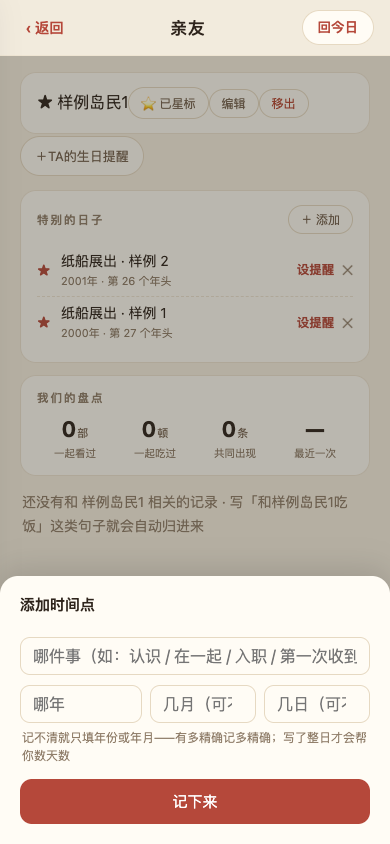 ‹ 返回
亲友
回今日
★ 样例岛民1
⭐ 已星标
编辑
移出
＋TA的生日提醒
特别的日子
＋ 添加
★ 纸船展出 · 样例 2
设提醒 ×
2001年 · 第 26 个年头
★ 纸船展出 · 样例 1
设提醒 ×
2000年 · 第 27 个年头
我们的盘点
0部
0顿
0条
—
一起看过
一起吃过
共同出现
最近一次
还没有和 样例岛民1 相关的记录 · 写「和样例岛民1吃
饭」这类句子就会自动归进来
添加时间点
哪件事（如：认识 / 在一起 / 入职 / 第一次收到
哪年
几月（可
几日（可
记不清就只填年份或年月——有多精确记多精确；写了整日才会帮
你数天数
记下来